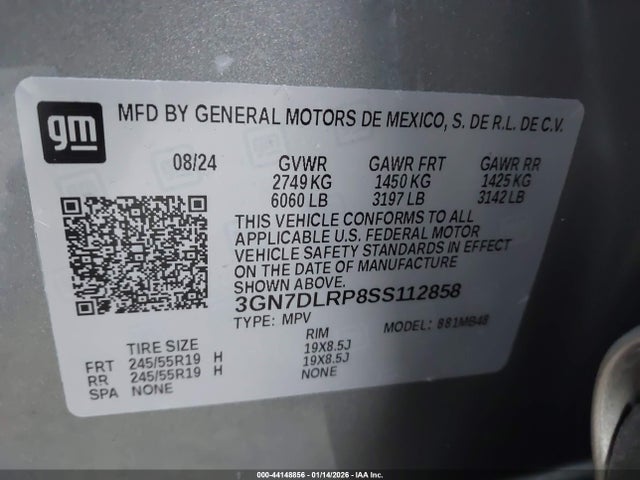 gm
MFD BY GENERAL MOTORS DE MEXICO, S. DE R.L. DE C.V.
08/24 GVWR GAWR FRT GAWR RR
2749 KG 1450 KG 1425 KG
6060 LB 3197 LB 3142 LB
THIS VEHICLE CONFORMS TO ALL
APPLICABLE U.S. FEDERAL MOTOR
VEHICLE SAFETY STANDARDS IN EFFECT
ON THE DATE OF MANUFACTURE
SHOWN ABOVE.
3GN7DLRP8SS112858
TYPE: MPV MODEL: 881MB48
TIRE SIZE RIM
FRT 245/55R19 H 19X8.5J
RR 245/55R19 H 19X8.5J
SPA NONE NONE
000-44148856 - 01/14/2026 - IAA Inc.